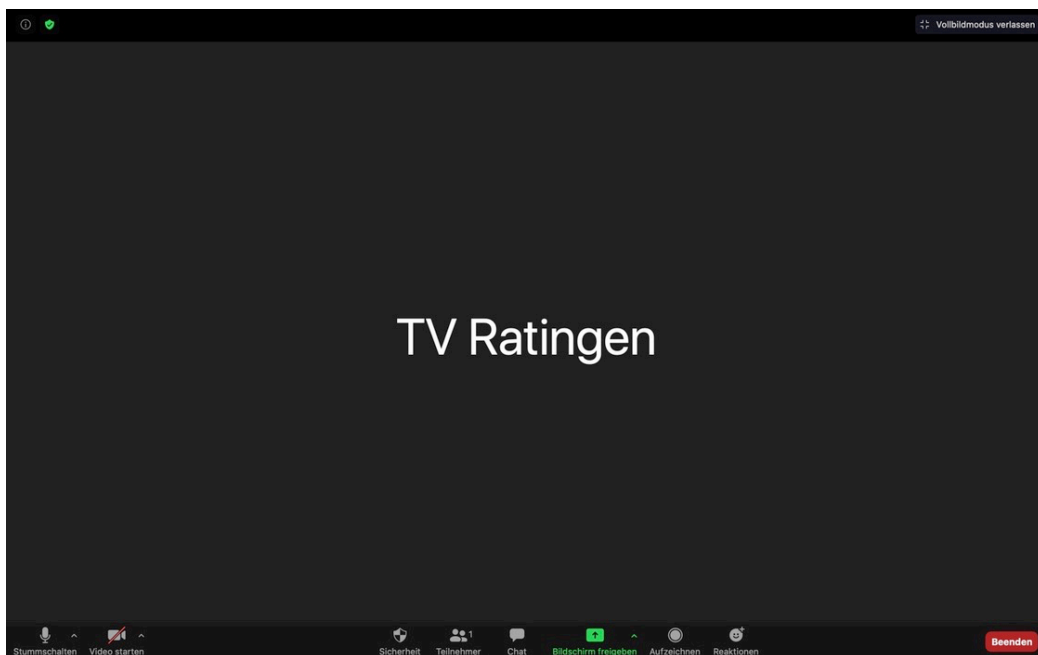 Vollbildmodus verlassen
TV Ratingen
Stummschalten Video starten Sicherheit Teilnehmer 1 Chat Bildschirm freigeben Aufzeichnen Reaktionen Beenden